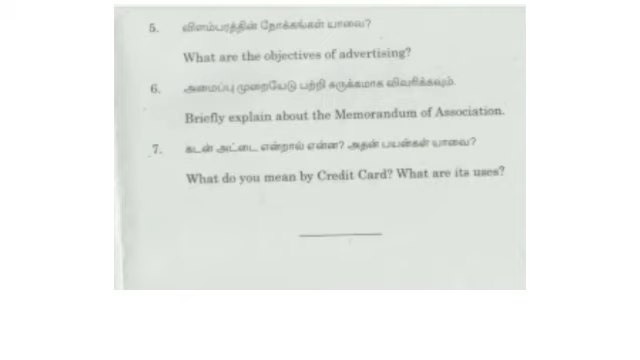 5. விளம்பரத்தின் நோக்கங்கள் யாவை?
What are the objectives of advertising?
6. அமைப்பு முறையேடு பற்றி சுருக்கமாக விவரிக்கவும்.
Briefly explain about the Memorandum of Association.
7. கடன் அட்டை என்றால் என்ன? அதன் பயன்கள் யாவை?
What do you mean by Credit Card? What are its uses?